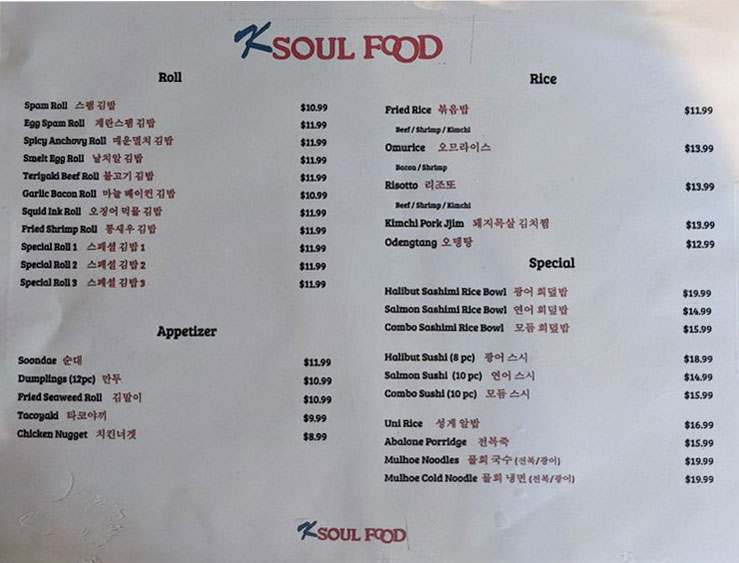 K SOUL FOOD
Roll
Spam Roll 스팸 김밥 $10.99
Egg Spam Roll 계란스팸 김밥 $11.99
Spicy Anchovy Roll 매운멸치 김밥 $11.99
Smelt Egg Roll 날치알 김밥 $11.99
Teriyaki Beef Roll 불고기 김밥 $11.99
Garlic Bacon Roll 마늘 베이컨 김밥 $10.99
Squid Ink Roll 오징어 먹물 김밥 $11.99
Fried Shrimp Roll 통새우 김밥 $11.99
Special Roll 1 스페셜 김밥 1 $11.99
Special Roll 2 스페셜 김밥 2 $11.99
Special Roll 3 스페셜 김밥 3 $11.99
Appetizer
Soondae 순대 $11.99
Dumplings (12pc) 만두 $10.99
Fried Seaweed Roll 김말이 $10.99
Tacoyaki 타코야끼 $9.99
Chicken Nugget 치킨너겟 $8.99
Rice
Fried Rice 볶음밥 $11.99
Beef / Shrimp / Kimchi
Omurice 오므라이스 $13.99
Bacon / Shrimp
Risotto 리조또 $13.99
Beef / Shrimp / Kimchi
Kimchi Pork Jjim 돼지목살 김치찜 $13.99
Odengtang 오뎅탕 $12.99
Special
Halibut Sashimi Rice Bowl 광어 회덮밥 $19.99
Salmon Sashimi Rice Bowl 연어 회덮밥 $14.99
Combo Sashimi Rice Bowl 모듬 회덮밥 $15.99
Halibut Sushi (8 pc) 광어 스시 $18.99
Salmon Sushi (10 pc) 연어 스시 $14.99
Combo Sushi (10 pc) 모듬 스시 $15.99
Uni Rice 성게 알밥 $16.99
Abalone Porridge 전복죽 $15.99
Mulhoe Noodles 물회 국수 (전복/광어) $19.99
Mulhoe Cold Noodle 물회 냉면 (전복/광어) $19.99
K SOUL FOOD